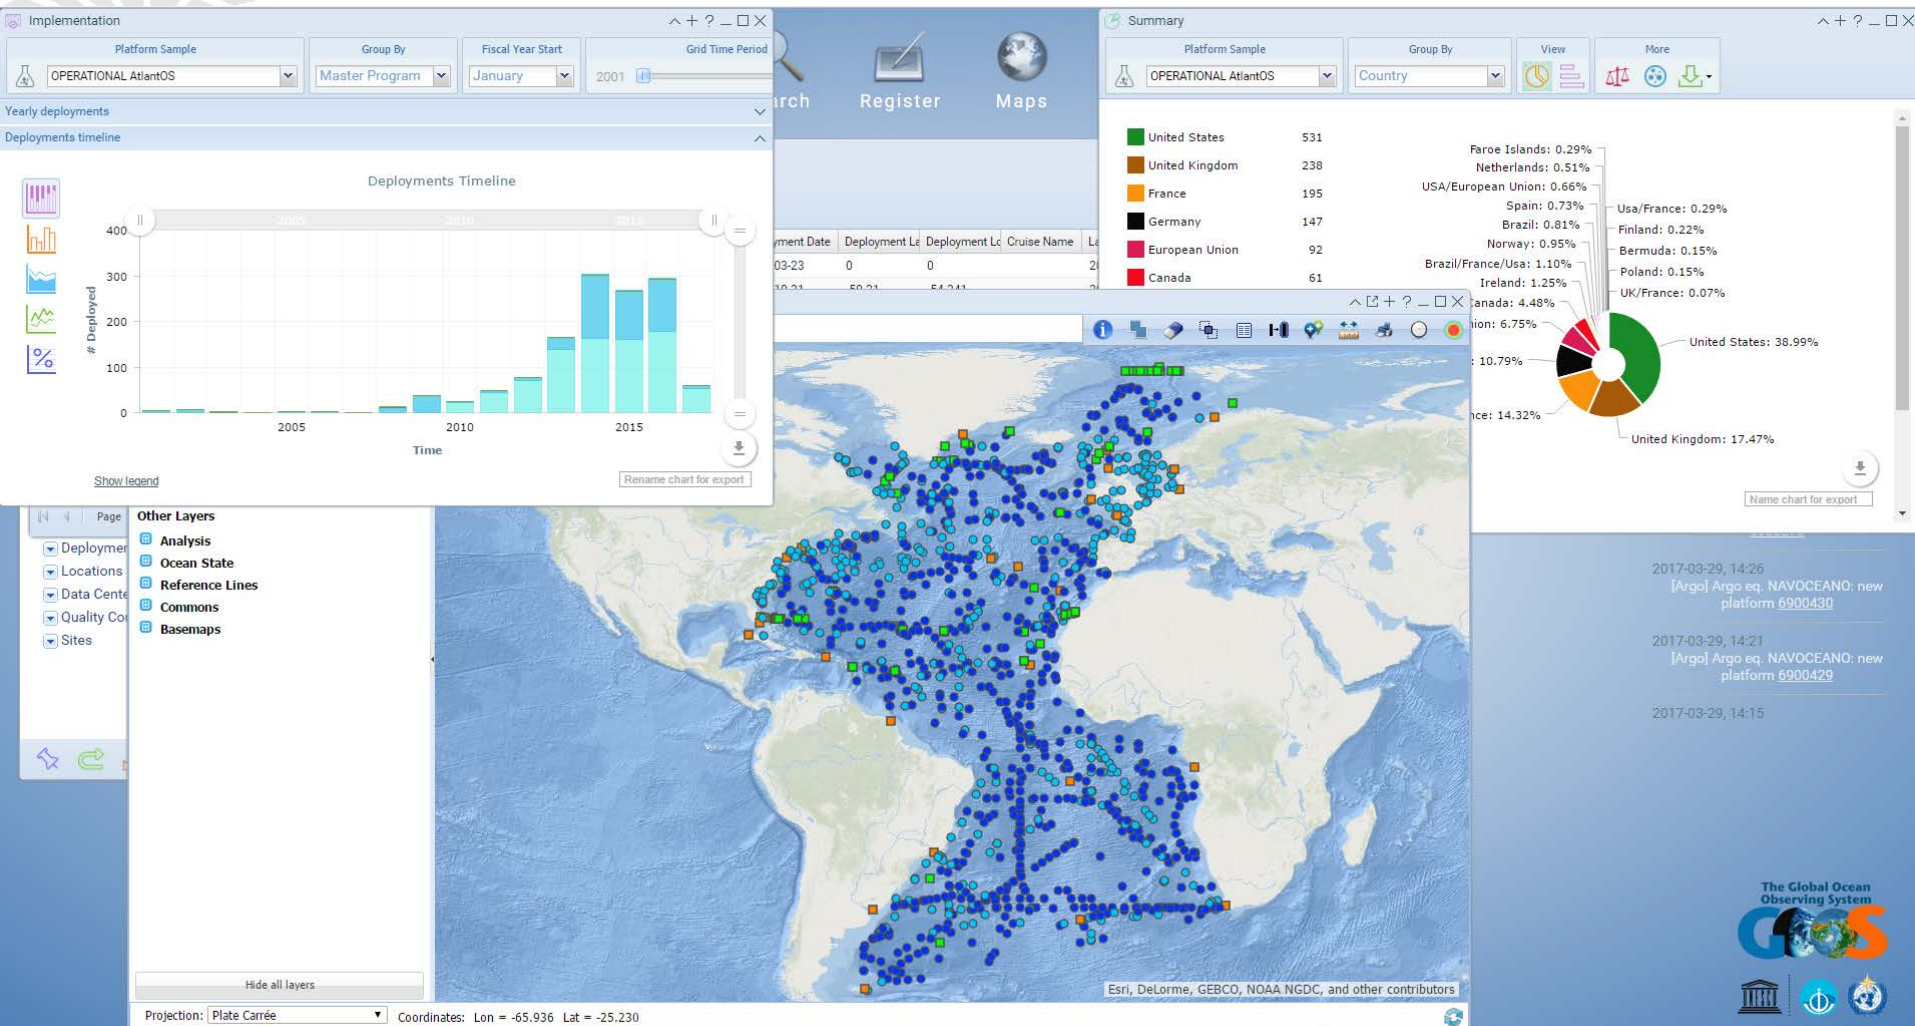 Implementation
Platform Sample
Group By
Fiscal Year Start
Grid Time Period
OPERATIONAL AtlantOS
Master Program
January
2001
Yearly deployments
Deployments timeline
Deployments Timeline
2005
2010
2015
400
300
200
100
0
# Deployed
2005
2010
2015
Time
Show legend
Rename chart for export
rch
Register
Maps
Summary
Platform Sample
Group By
View
More
OPERATIONAL AtlantOS
Country
United States 531
United Kingdom 238
France 195
Germany 147
European Union 92
Canada 61
Faroe Islands: 0.29%
Netherlands: 0.51%
USA/European Union: 0.66%
Spain: 0.73%
Brazil: 0.81%
Norway: 0.95%
Brazil/France/Usa: 1.10%
Ireland: 1.25%
anada: 4.48%
ion: 6.75%
: 10.79%
nce: 14.32%
Usa/France: 0.29%
Finland: 0.22%
Bermuda: 0.15%
Poland: 0.15%
UK/France: 0.07%
United States: 38.99%
United Kingdom: 17.47%
Name chart for export
yment Date Deployment La Deployment Lo Cruise Name La
03-23 0 0 20
Page
Deploymer
Locations
Data Cente
Quality Co
Sites
Other Layers
Analysis
Ocean State
Reference Lines
Commons
Basemaps
Hide all layers
Projection: Plate Carrée
Coordinates: Lon = -65.936 Lat = -25.230
Esri, DeLorme, GEBCO, NOAA NGDC, and other contributors
2017-03-29, 14:26
[Argo] Argo eq. NAVOCEANO: new
platform 6900430
2017-03-29, 14:21
[Argo] Argo eq. NAVOCEANO: new
platform 6900429
2017-03-29, 14:15
The Global Ocean
Observing System
GOOS